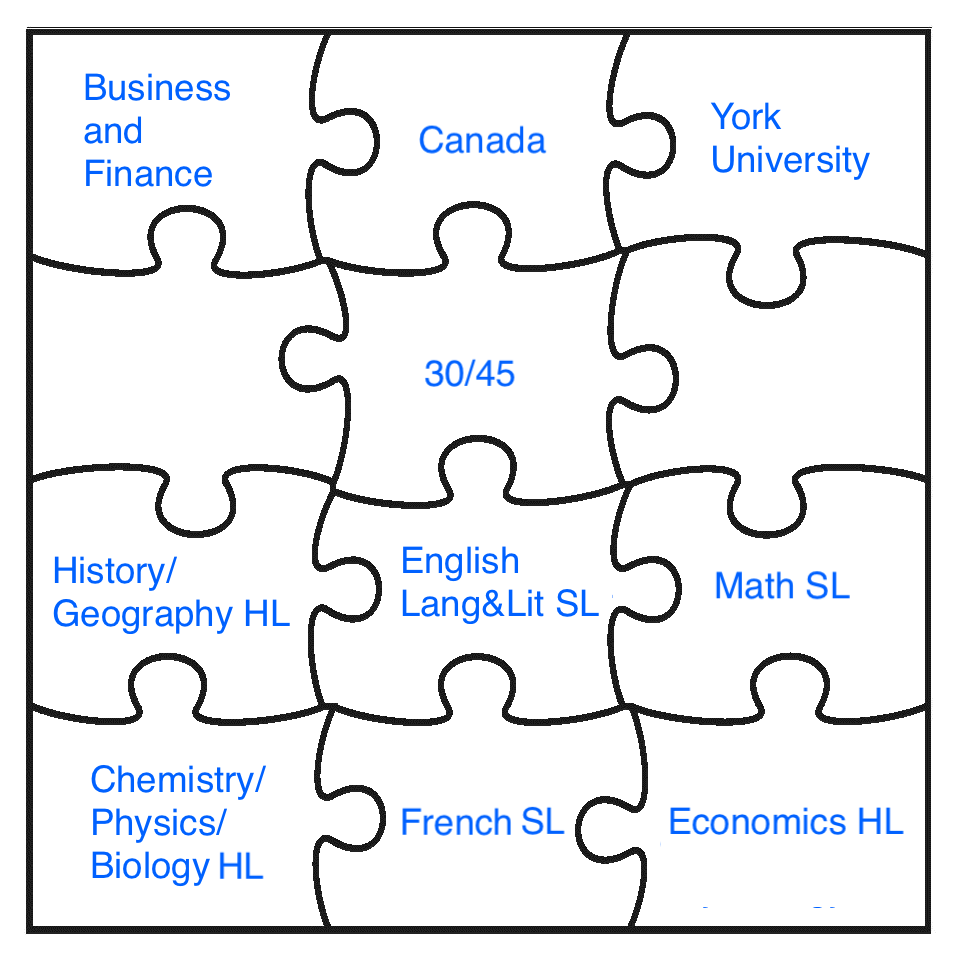 Business
and
Finance
Canada
York
University
30/45
History/
Geography HL
English
Lang&Lit SL
Math SL
Chemistry/
Physics/
Biology HL
French SL
Economics HL